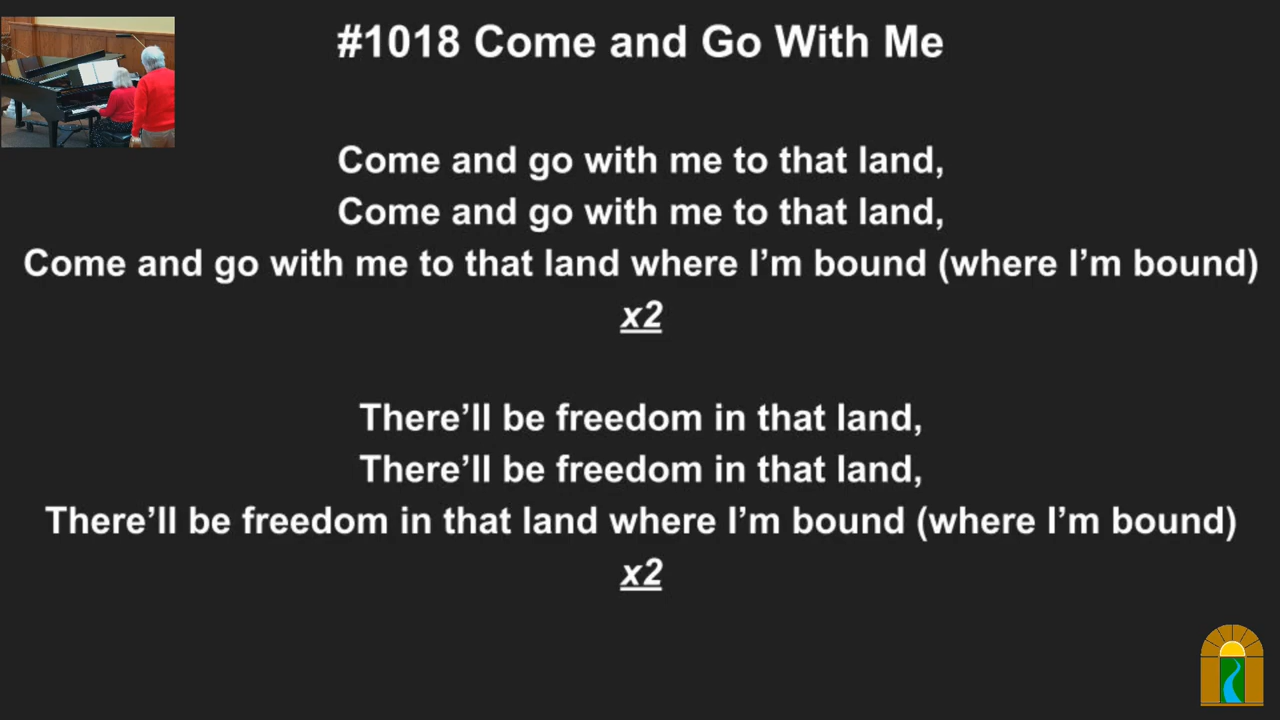 #1018 Come and Go With Me
Come and go with me to that land,
Come and go with me to that land,
Come and go with me to that land where I’m bound (where I’m bound)
x2
There’ll be freedom in that land,
There’ll be freedom in that land,
There’ll be freedom in that land where I’m bound (where I’m bound)
x2